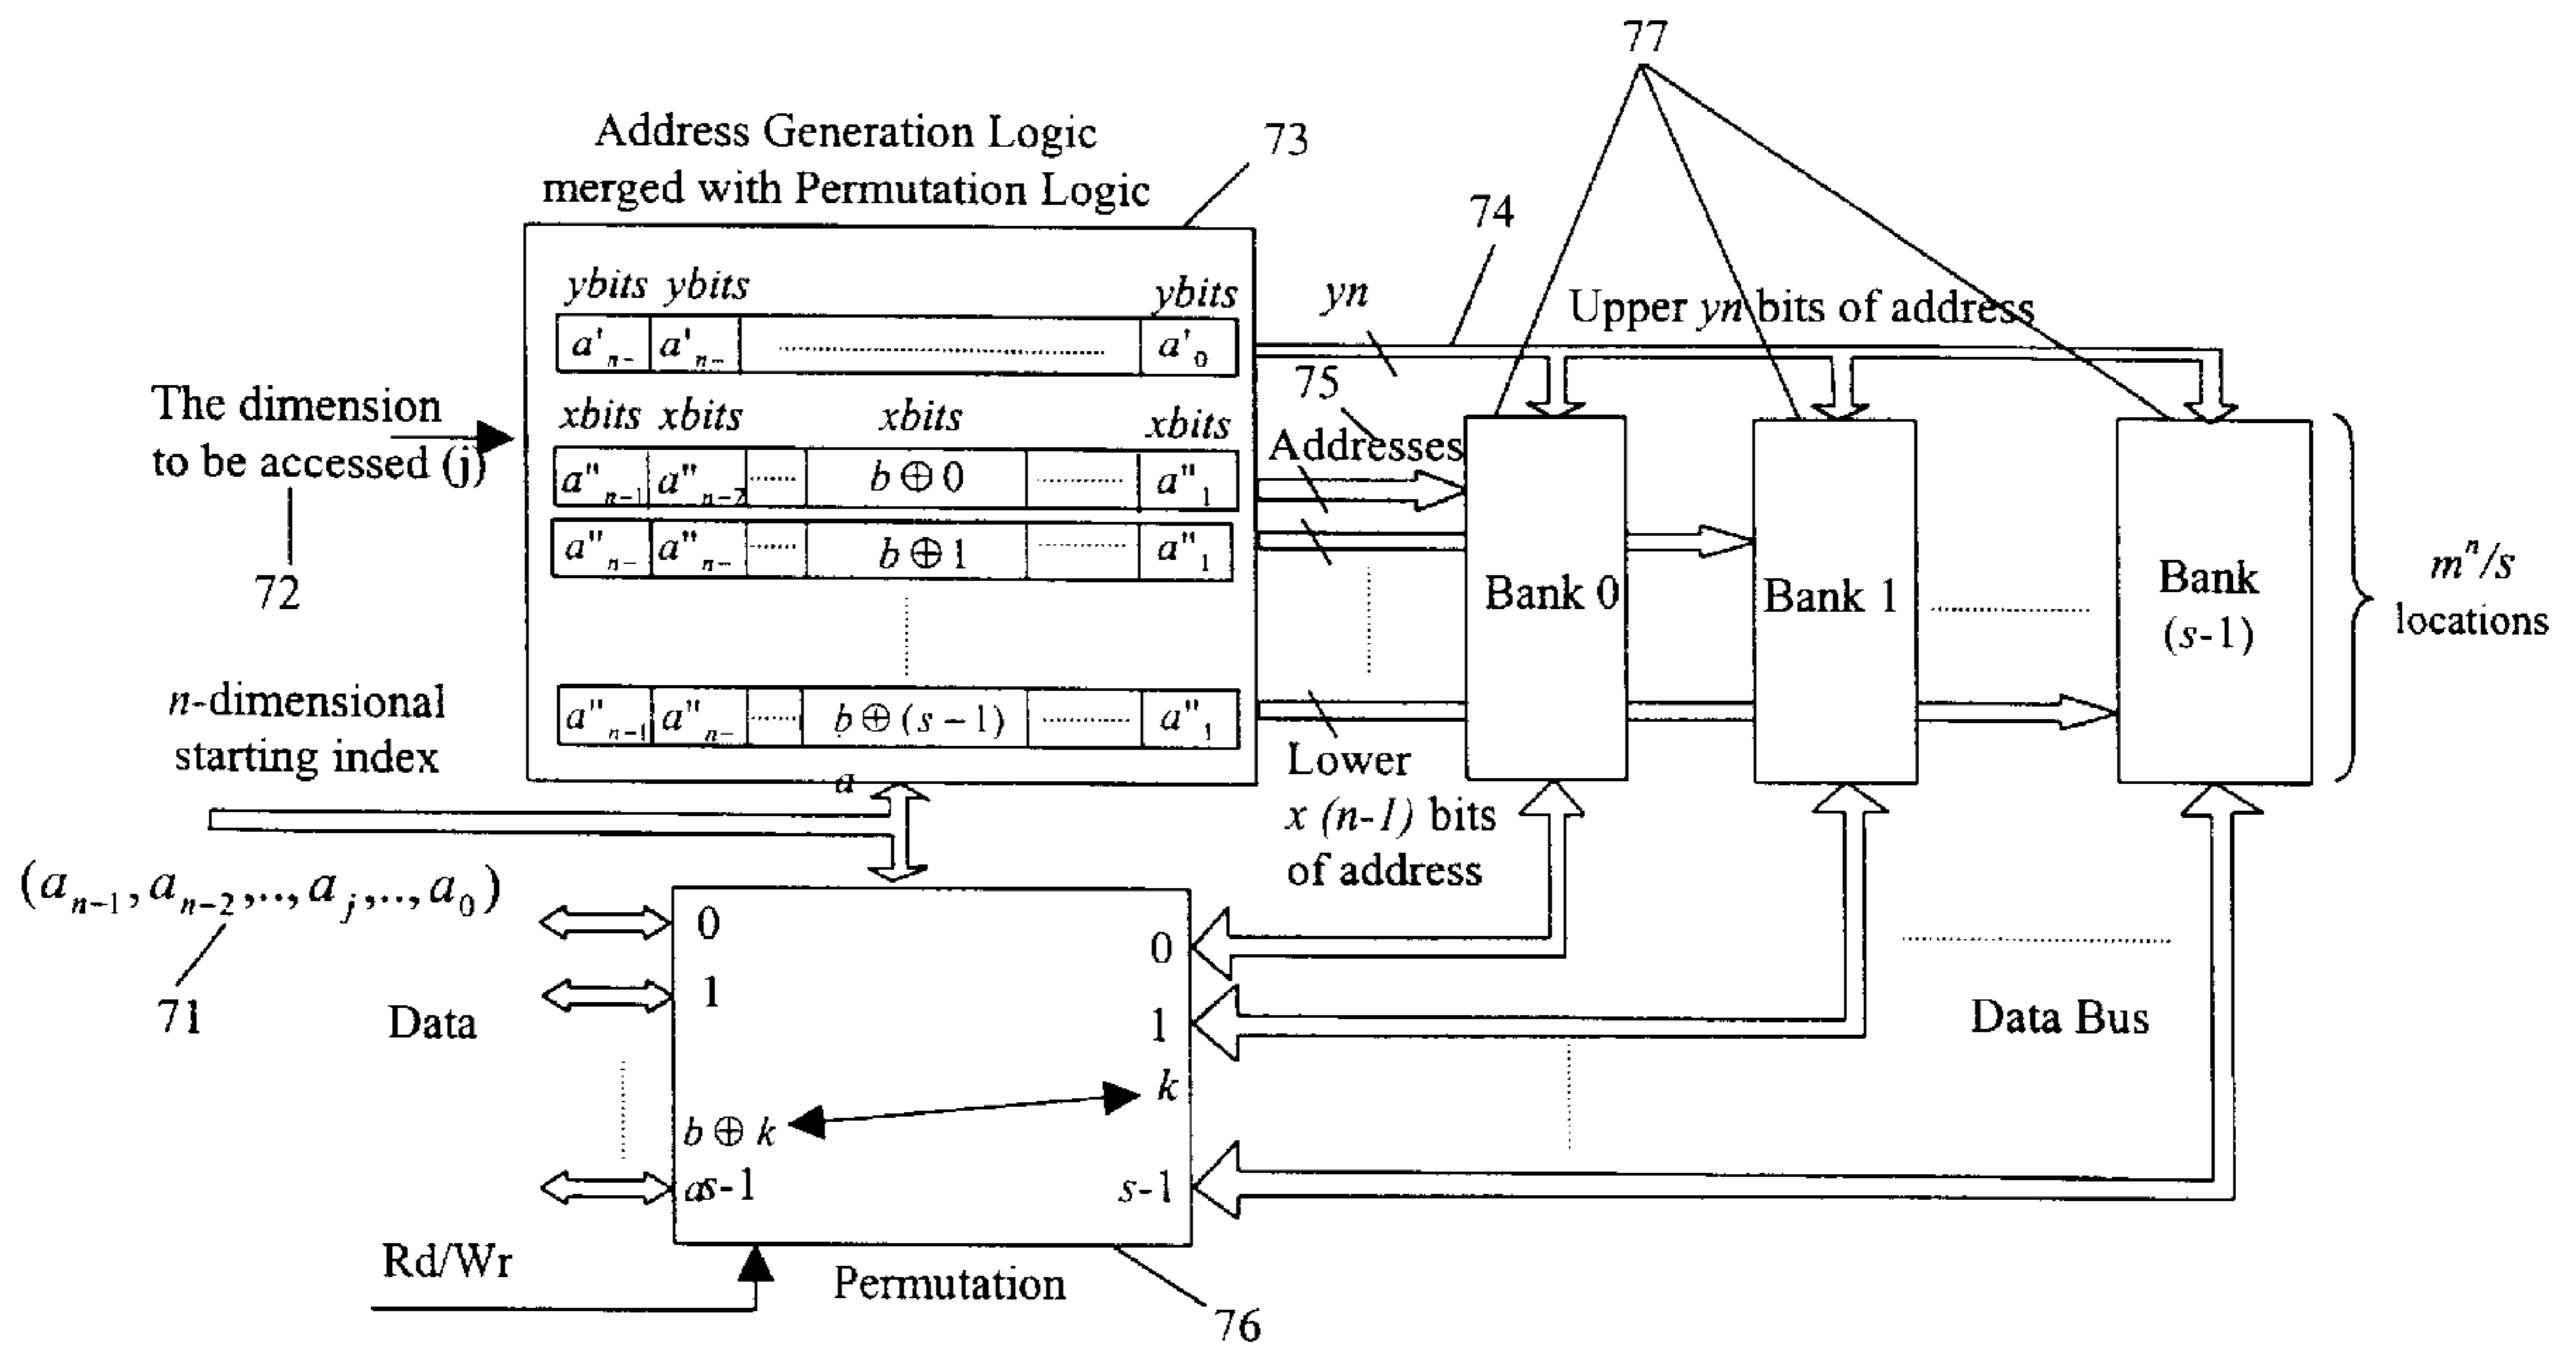 77
Address Generation Logic
merged with Permutation Logic
73
74
ybits ybits ybits
a'n- a'n- .......... a'0
yn
Upper yn bits of address
75
The dimension
to be accessed (j)
72
xbits xbits xbits xbits
a''n-1 a''n-2 ...... b ⊕ 0 .......... a''1
a''n- a''n- ...... b ⊕ 1 .......... a''1
a''n-1 a''n- ...... b ⊕ (s – 1) .......... a''1
Addresses
Bank 0
Bank 1
Bank
(s-1)
mⁿ/s
locations
n-dimensional
starting index
a
Lower
x (n-1) bits
of address
(an–1, an–2,.., aj,.., a0)
71
Data
0
1
b ⊕ k
as-1
0
1
k
s-1
Data Bus
Rd/Wr
Permutation
76